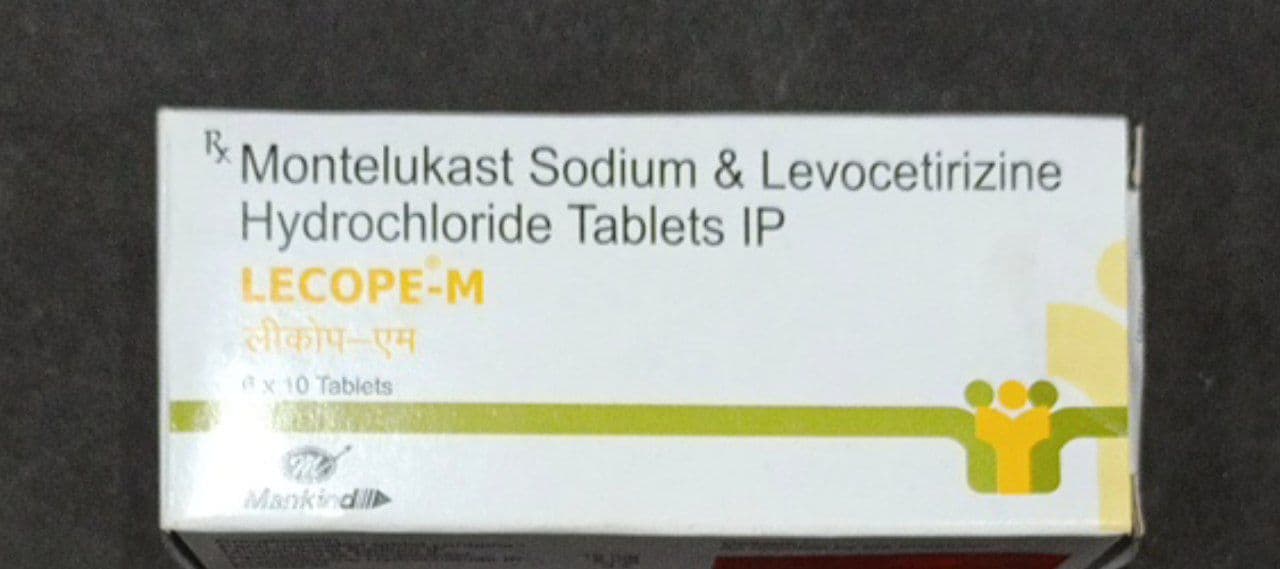 Rx Montelukast Sodium & Levocetirizine
Hydrochloride Tablets IP
LECOPE®-M
लीकोप-एम
x 10 Tablets
Mankind